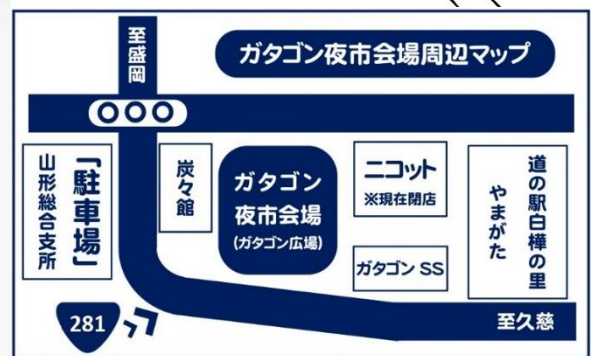 ガタゴン夜市会場周辺マップ
至盛岡
山形総合支所
「駐車場」
炭々館
ガタゴン
夜市会場
(ガタゴン広場)
ニコット
※現在閉店
ガタゴン SS
道の駅白樺の里
やまがた
281
至久慈